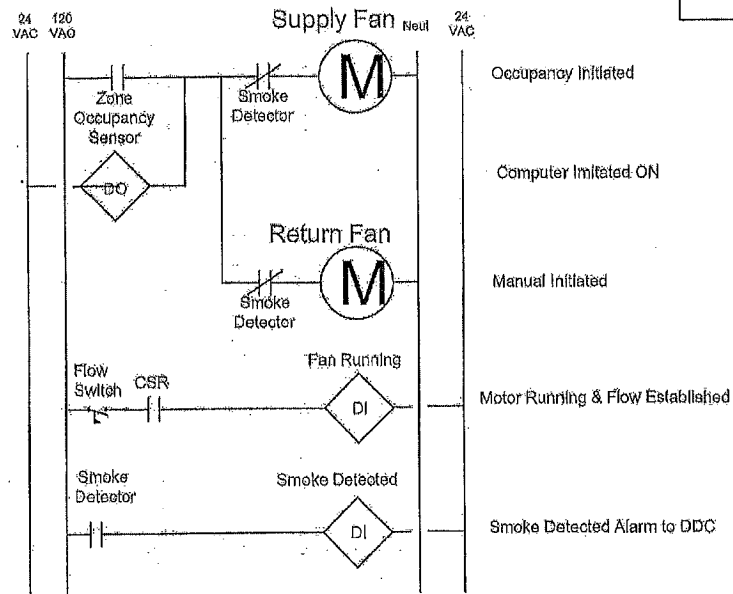 24 VAC
120 VAC
Supply Fan
Neut
24 VAC
M
Occupancy Initiated
Zone Occupancy Sensor
Smoke Detector
DO
Computer Imitated ON
Return Fan
M
Manual Initiated
Smoke Detector
Flow Switch
CSR
Fan Running
DI
Motor Running & Flow Established
Smoke Detector
Smoke Detected
DI
Smoke Detected Alarm to DDC